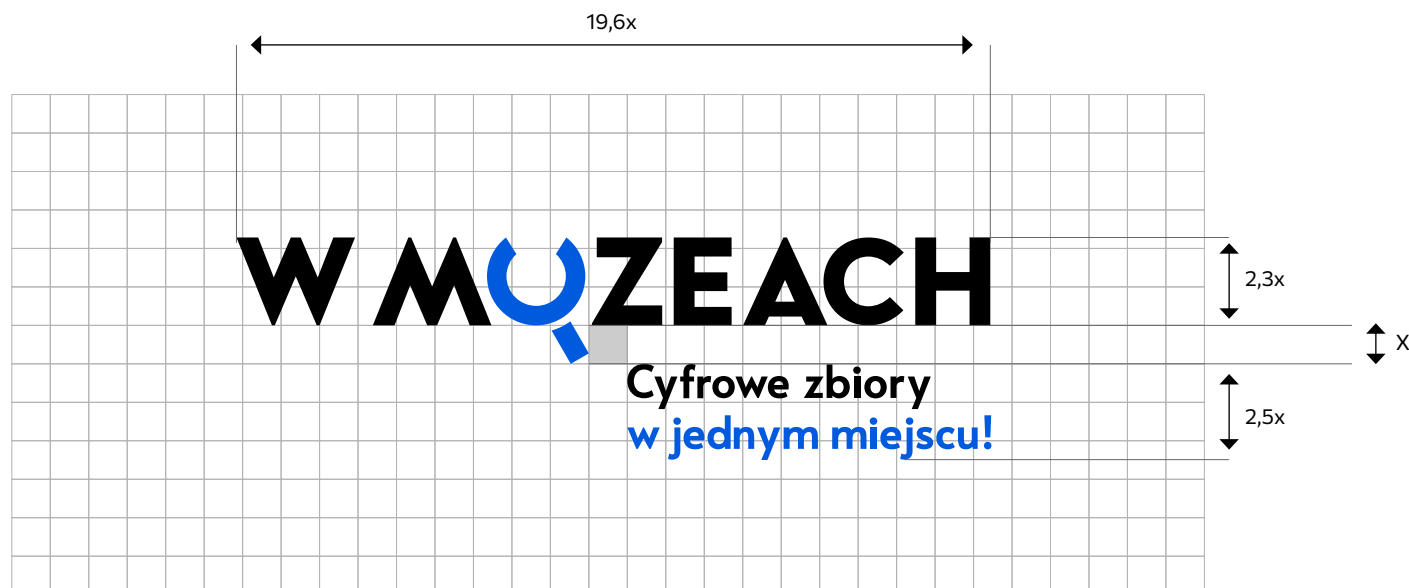 19,6x
W MUZEACH
2,3x
X
Cyfrowe zbiory
w jednym miejscu!
2,5x